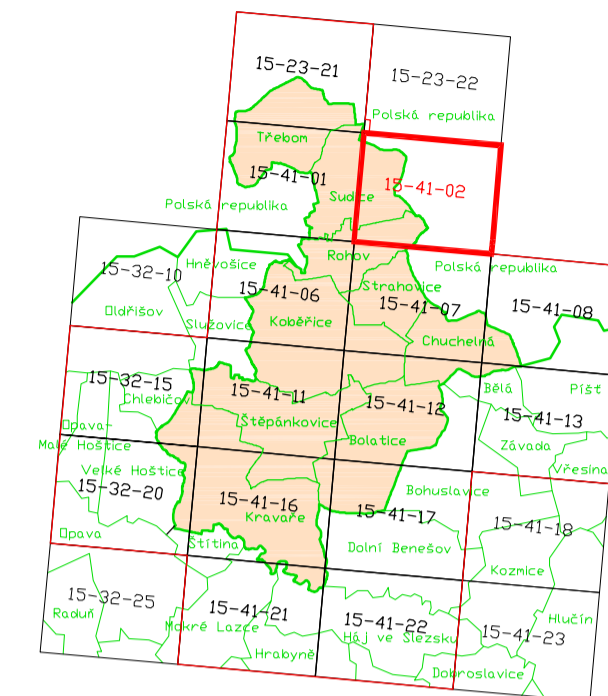 15-23-21
15-23-22
Polská republika
Třebom
15-41-01
15-41-02
Sudice
Polská republika
Rohov
Hněvošice
15-32-10
Polská republika
15-41-06
Strahovice
15-41-07
15-41-08
Oldřišov
Služovice
Kobeřice
Chuchelná
15-32-15
Chlebičov
15-41-11
15-41-12
Bělá
Píšť
15-41-13
Štěpánkovice
Opava-
Malé Hoštice
Bolatice
Závada
Velké Hoštice
Vřesina
15-32-20
Bohuslavice
15-41-16
Kravaře
15-41-17
15-41-18
Opava
Štítina
Dolní Benešov
Kozmice
15-32-25
Raduň
15-41-21
Mokré Lazce
15-41-22
Háj ve Slezsku
Hlučín
15-41-23
Hrabyně
Dobroslavice